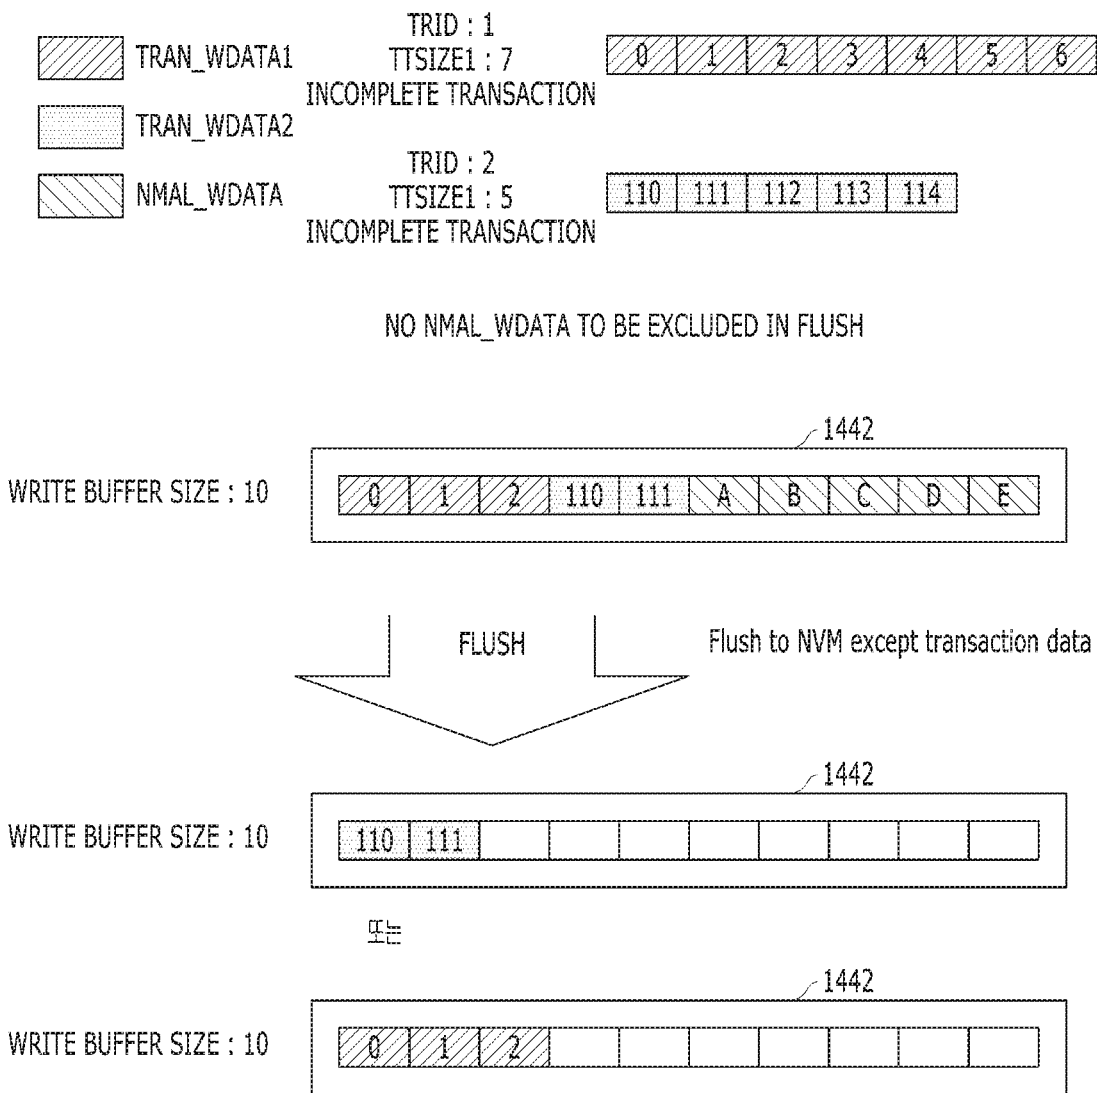 TRAN_WDATA1
TRAN_WDATA2
NMAL_WDATA
TRID : 1
TTSIZE1 : 7
INCOMPLETE TRANSACTION
0 1 2 3 4 5 6
TRID : 2
TTSIZE1 : 5
INCOMPLETE TRANSACTION
110 111 112 113 114
NO NMAL_WDATA TO BE EXCLUDED IN FLUSH
1442
WRITE BUFFER SIZE : 10
0 1 2 110 111 A B C D E
FLUSH
Flush to NVM except transaction data
1442
WRITE BUFFER SIZE : 10
110 111
1442
WRITE BUFFER SIZE : 10
0 1 2